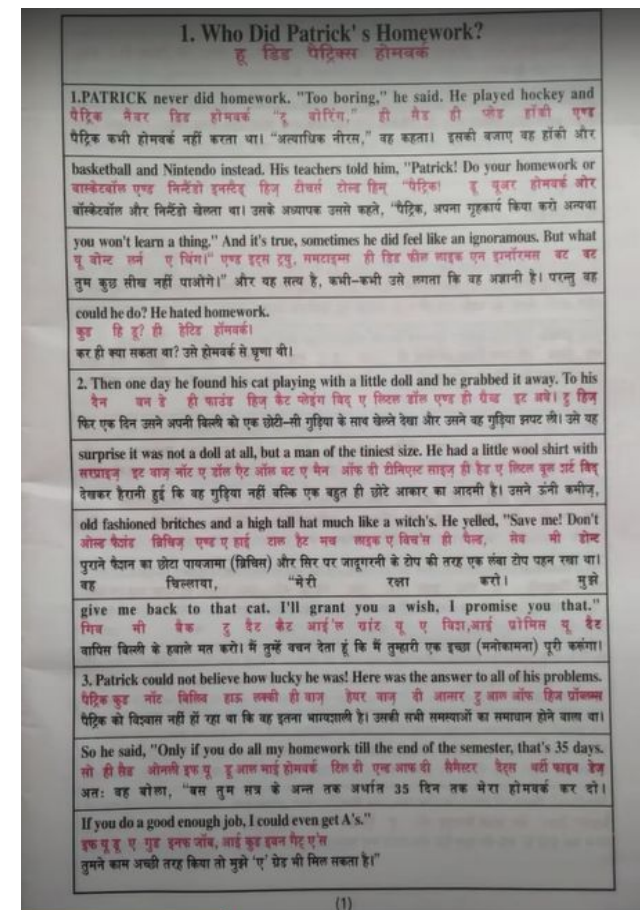 1. Who Did Patrick' s Homework?
हू डिड पैट्रिक्स होमवर्क
1.PATRICK never did homework. "Too boring," he said. He played hockey and
पैट्रिक नैवर डिड होमवर्क "टू बोरिंग," ही सैड ही प्लेड हॉकी एण्ड
पैट्रिक कभी होमवर्क नहीं करता था। "अत्याधिक नीरस," वह कहता। इसकी बजाए वह हॉकी और
basketball and Nintendo instead. His teachers told him, "Patrick! Do your homework or
बास्केटबॉल एण्ड निन्टैंडो इनस्टैड हिज् टीचर्स टोल्ड हिम् "पैट्रिक! डू यूअर होमवर्क ओर
बॉस्केटबॉल और निन्टैंडो खेलता था। उसके अध्यापक उससे कहते, "पैट्रिक, अपना गृहकार्य किया करो अन्यथा
you won't learn a thing." And it's true, sometimes he did feel like an ignoramus. But what
यू वोन्ट लर्न ए थिंग।" एण्ड इट्स ट्रयु, समटाइम्स ही डिड फील लाइक एन इग्नॉरमस बट वट
तुम कुछ सीख नहीं पाओगे।" और यह सत्य है, कभी-कभी उसे लगता कि वह अज्ञानी है। परन्तु वह
could he do? He hated homework.
कुड हि डू? ही हेटिड हॉमवर्क।
कर ही क्या सकता था? उसे होमवर्क से घृणा थी।
2. Then one day he found his cat playing with a little doll and he grabbed it away. To his
दैन वन डे ही फाउंड हिज् कैट प्लेइंग विद् ए लिटल डॉल एण्ड ही ग्रैब्ड इट अवे। टु हिज्
फिर एक दिन उसने अपनी बिल्ली को एक छोटी-सी गुड़िया के साथ खेल्ते देखा और उसने वह गुड़िया झपट ली। उसे यह
surprise it was not a doll at all, but a man of the tiniest size. He had a little wool shirt with
सरप्राइज् इट वाज् नॉट ए डॉल ऐट ऑल बट ए मैन ऑफ दी टीनिएस्ट साइज् ही हैड ए लिटल वूल शर्ट विद्
देखकर हैरानी हुई कि वह गुड़िया नहीं बल्कि एक बहुत ही छोटे आकार का आदमी है। उसने ऊंनी कमीज्,
old fashioned britches and a high tall hat much like a witch's. He yelled, "Save me! Don't
ओल्ड फैशंड ब्रिचिज् एण्ड ए हाई टाल हैट मच लाइक ए विच'स ही यैल्ड, सेव मी डोन्ट
पुराने फैशन का छोटा पायजामा (ब्रिचिस) और सिर पर जादूगरनी के टोप की तरह एक लंबा टोप पहन रखा था।
वह चिल्लाया, "मेरी रक्षा करो। मुझे
give me back to that cat. I'll grant you a wish, I promise you that."
गिव मी बैक टु दैट कैट आई'ल ग्रांट यू ए विश,आई प्रोमिस यू दैट
वापिस बिल्ली के हवाले मत करो। मैं तुम्हें वचन देता हूं कि मैं तुम्हारी एक इच्छा (मनोकामना) पूरी करूंगा।
3. Patrick could not believe how lucky he was! Here was the answer to all of his problems.
पैट्रिक कुड नॉट बिलिव हाऊ लक्की ही वाज् हेयर वाज् दी आन्सर टु आल ऑफ हिज प्रॉब्लम्स
पैट्रिक को विश्वास नहीं हो रहा था कि वह इतना भाग्यशाली है। उसकी सभी समस्याओं का समाधान होने वाला था।
So he said, "Only if you do all my homework till the end of the semester, that's 35 days.
सो ही सैड ओनली इफ यू डू आल माई होमवर्क टिल दी एन्ड आफ दी सैमैस्टर दैट्स थर्टी फाइव डेज्
अतः वह बोला, "बस तुम सत्र के अन्त तक अर्थात 35 दिन तक मेरा होमवर्क कर दो।
If you do a good enough job, I could even get A's."
इफ यू डू ए गुड इनफ जॉब, आई कुड इवन गैट् ए'स
तुमने काम अच्छी तरह किया तो मुझे 'ए' ग्रेड भी मिल सकता है।"
(1)